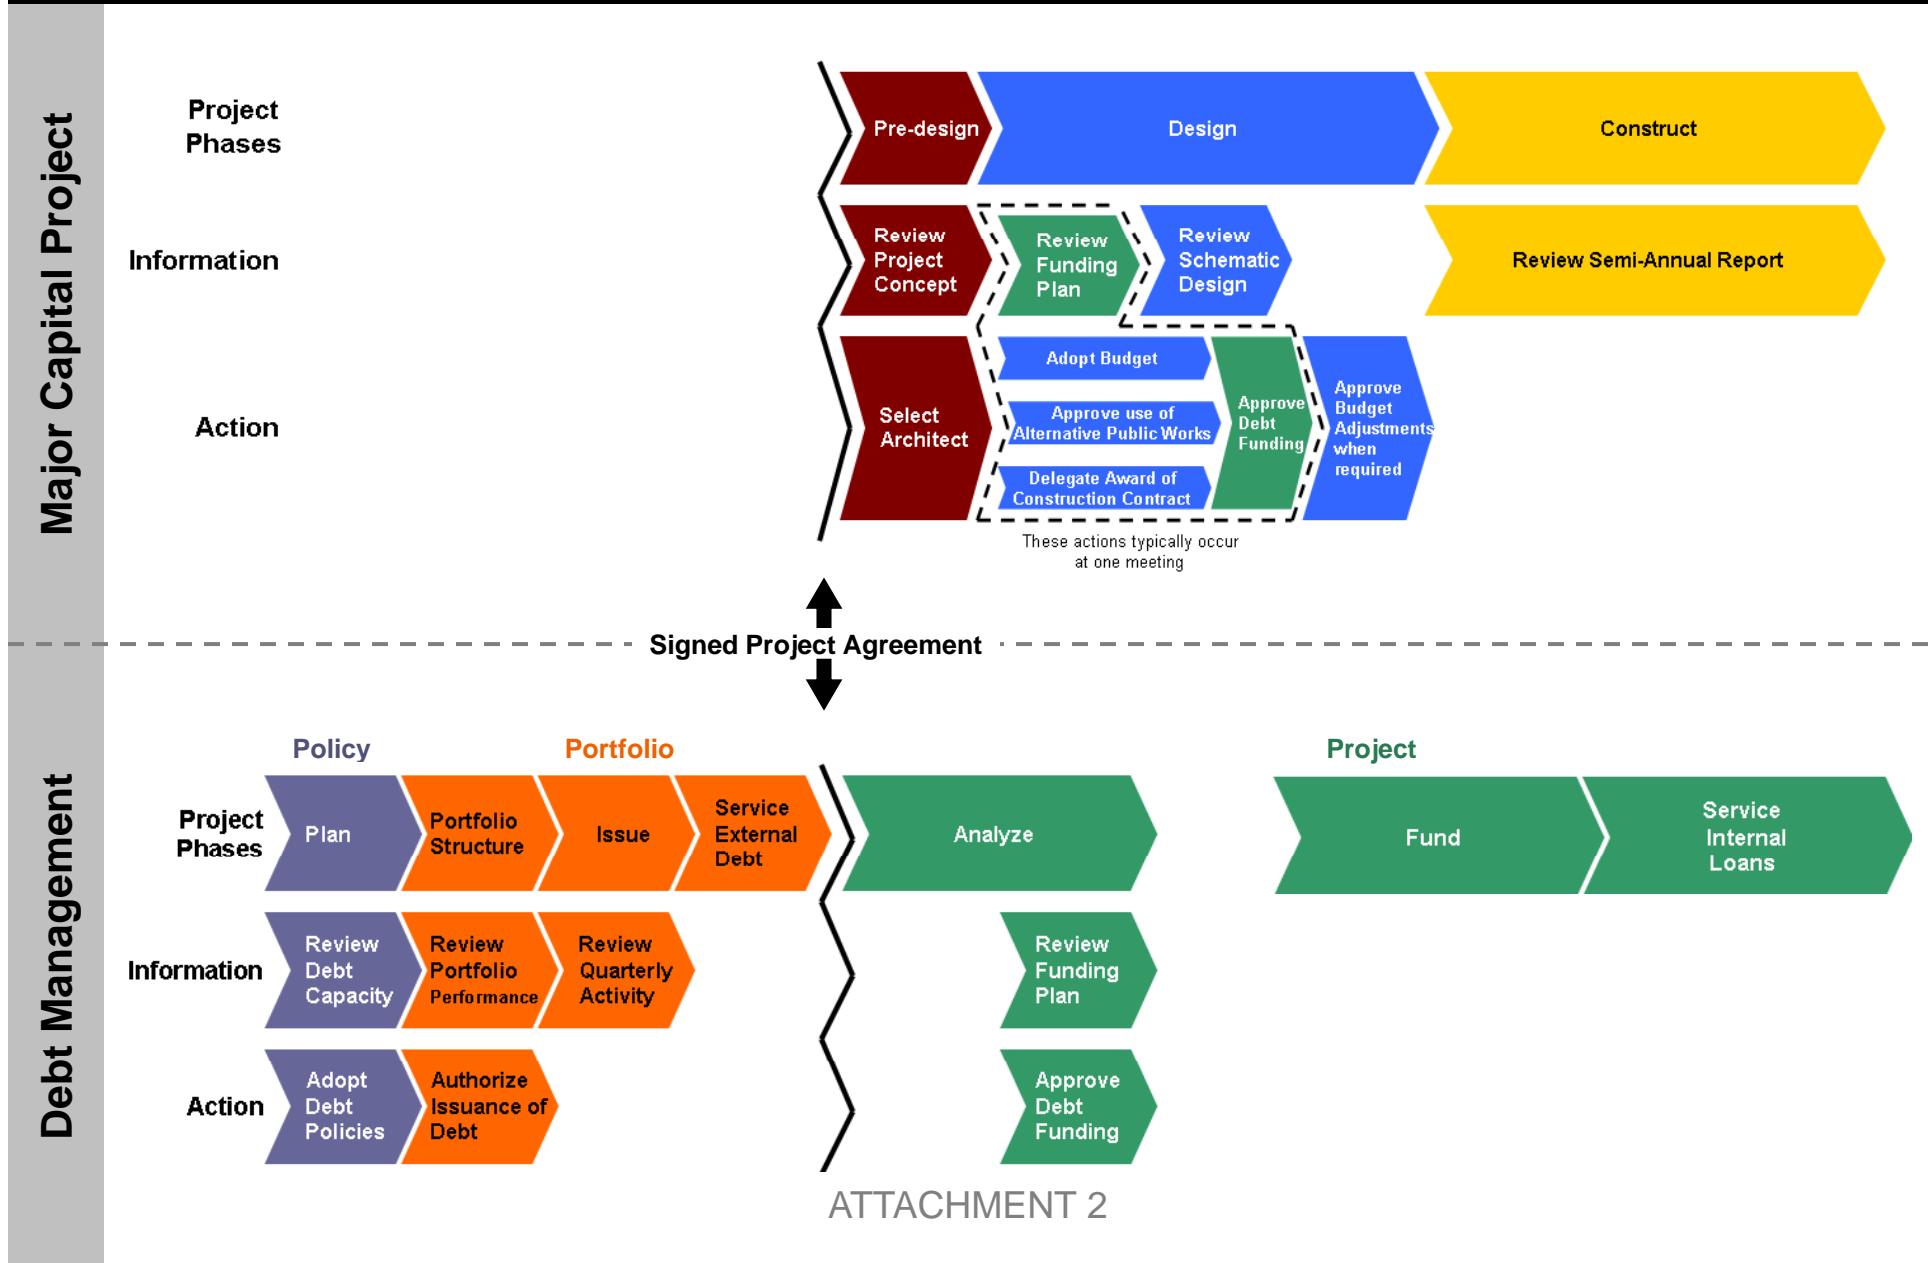 Major Capital Project
Project
Phases
Pre-design
Design
Construct
Information
Review
Project
Concept
Review
Funding
Plan
Review
Schematic
Design
Review Semi-Annual Report
Action
Select
Architect
Adopt Budget
Approve use of
Alternative Public Works
Delegate Award of
Construction Contract
Approve
Debt
Funding
Approve
Budget
Adjustments
when
required
These actions typically occur
at one meeting
Signed Project Agreement
Debt Management
Policy
Portfolio
Project
Project
Phases
Plan
Portfolio
Structure
Issue
Service
External
Debt
Analyze
Fund
Service
Internal
Loans
Information
Review
Debt
Capacity
Review
Portfolio
Performance
Review
Quarterly
Activity
Review
Funding
Plan
Action
Adopt
Debt
Policies
Authorize
Issuance of
Debt
Approve
Debt
Funding
ATTACHMENT 2